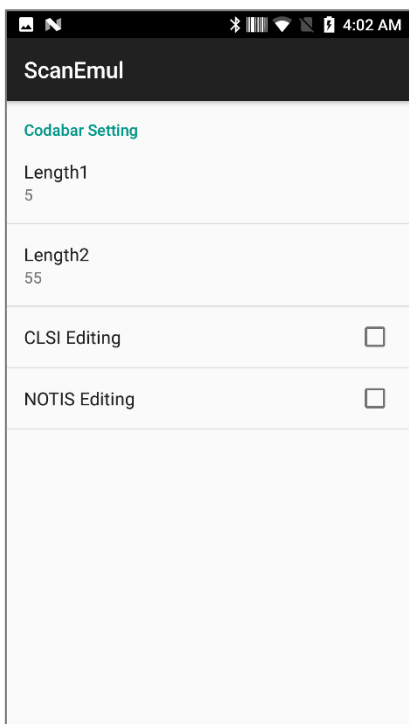 4:02 AM
ScanEmul
Codabar Setting
Length1
5
Length2
55
CLSI Editing
NOTIS Editing